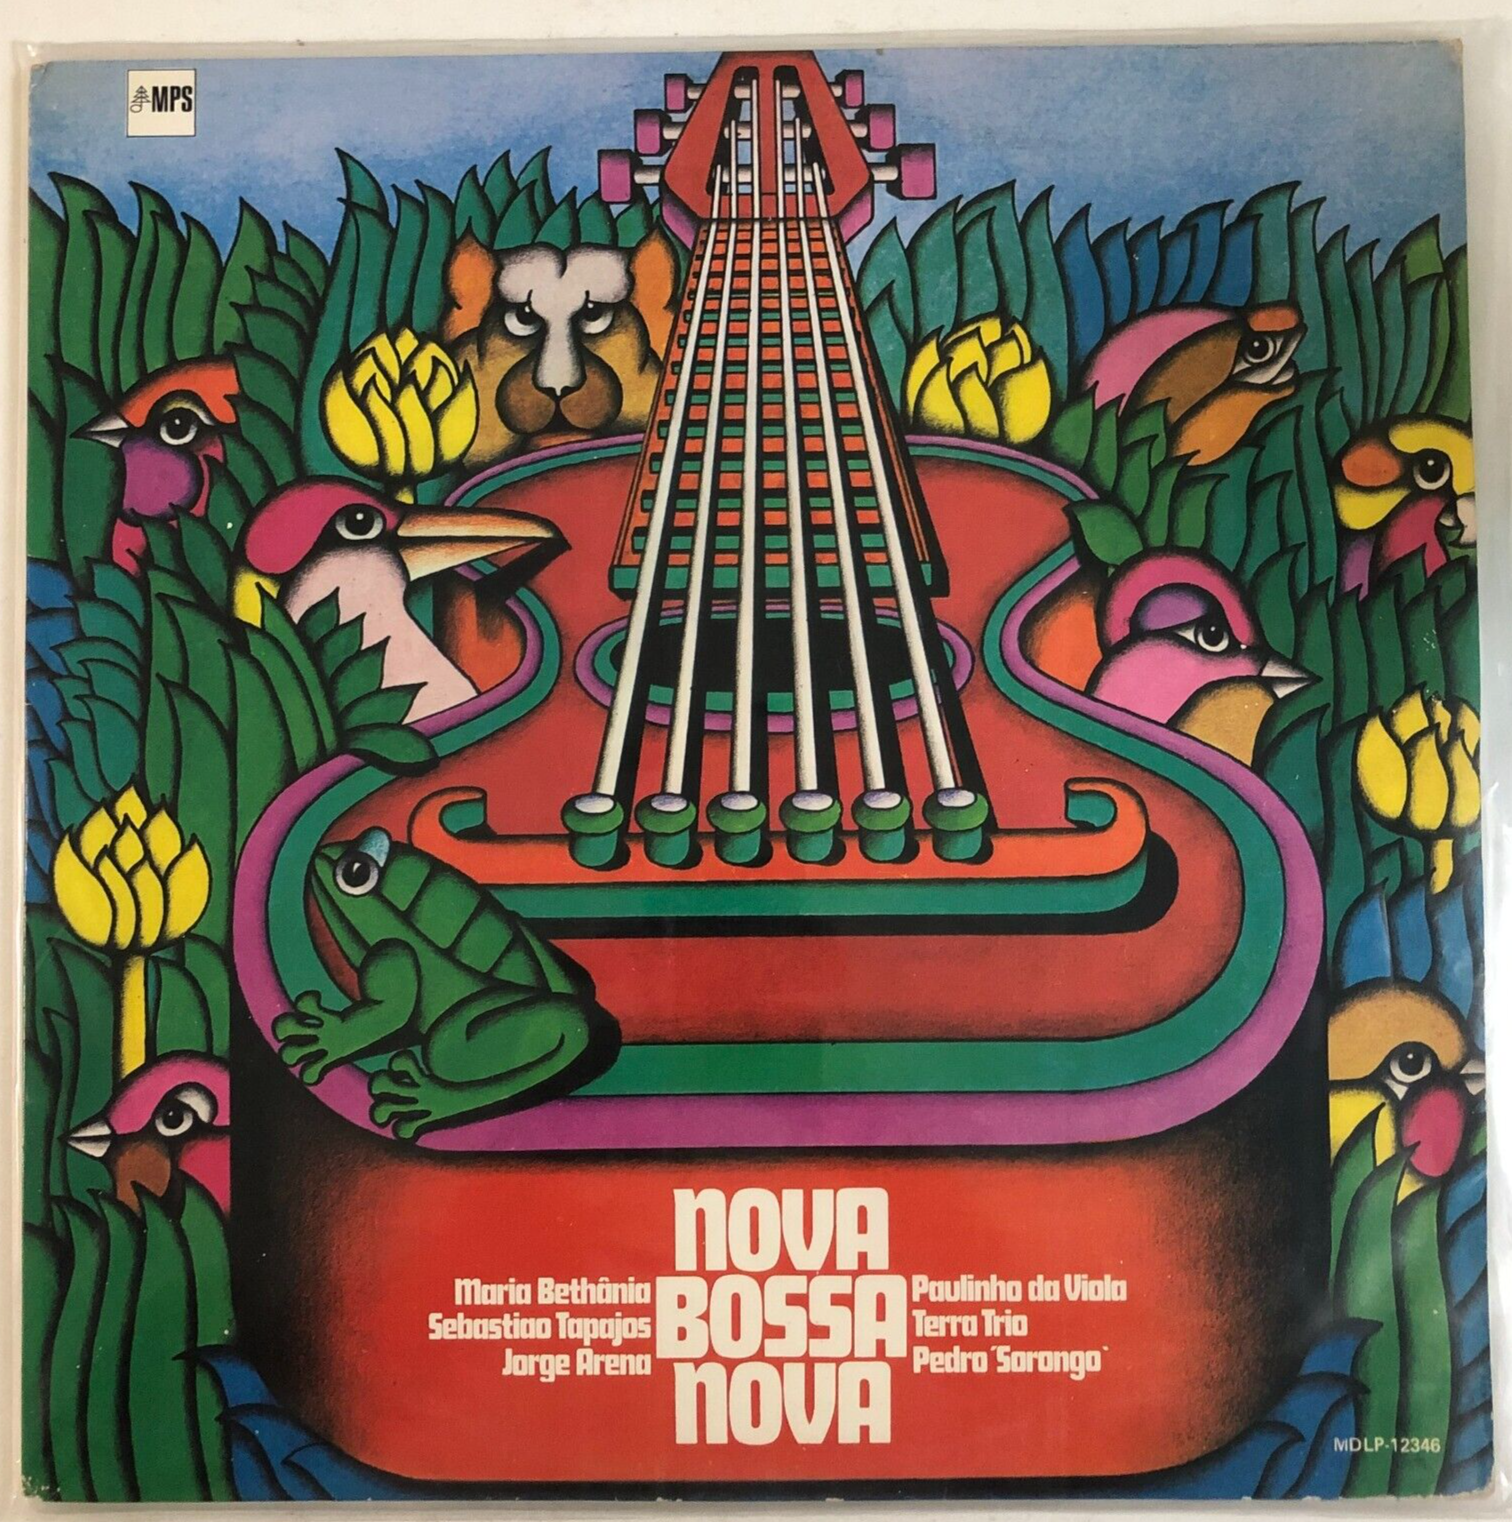 MPS
NOVA
BOSSA
NOVA
Maria Bethânia
Sebastiao Tapajos
Jorge Arena
Paulinho da Viola
Terra Trio
Pedro ´Sorongo`
MDLP-12346